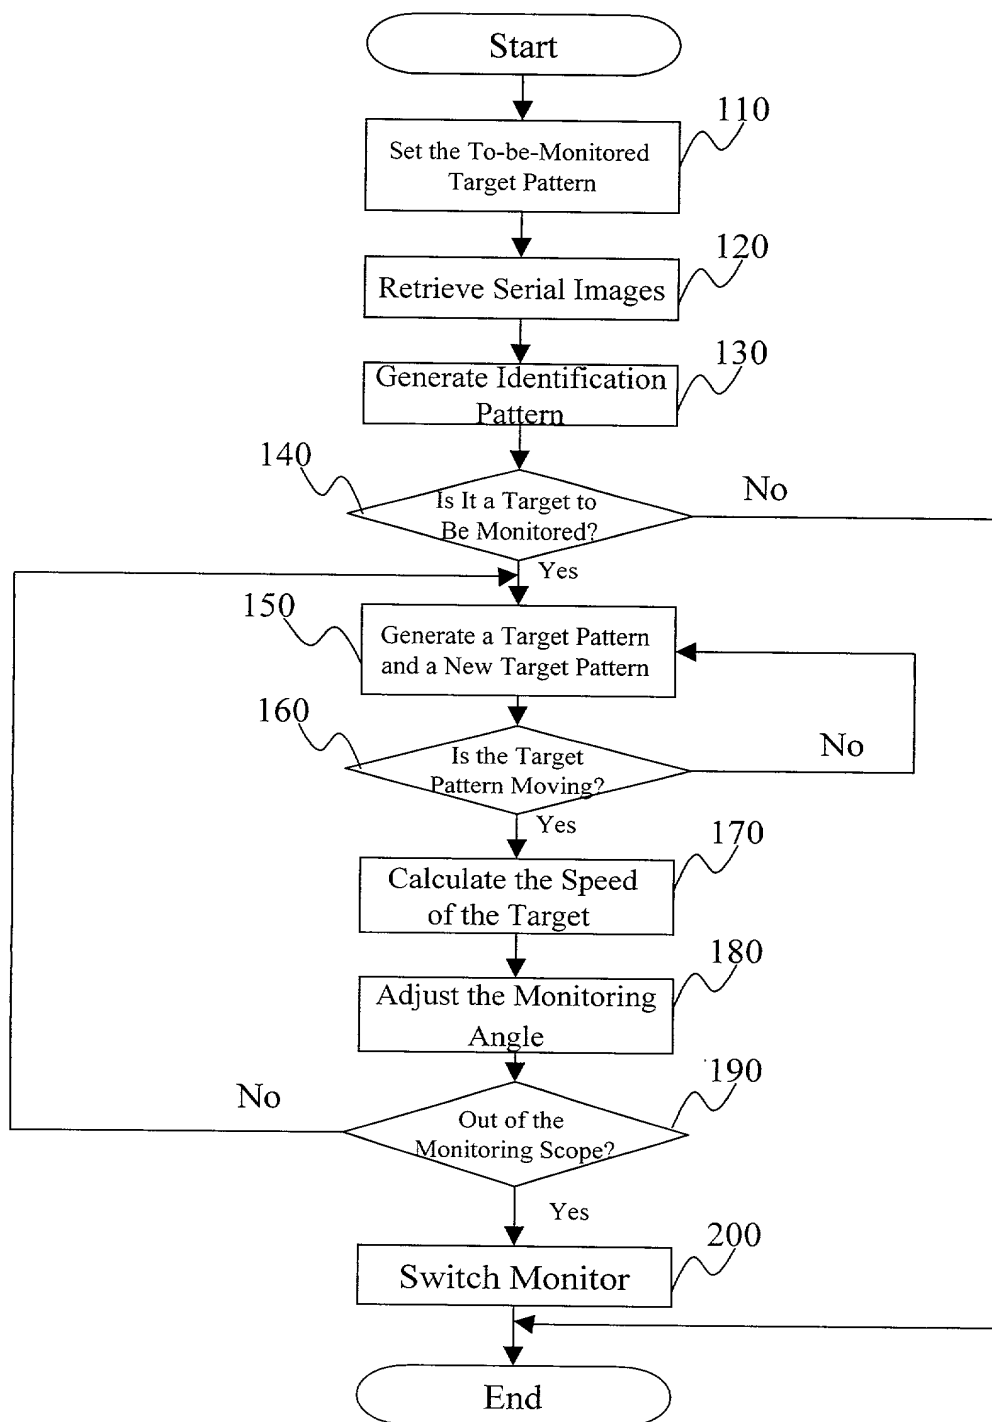 Start
110
Set the To-be-Monitored
Target Pattern
120
Retrieve Serial Images
130
Generate Identification
Pattern
140
No
Is It a Target to
Be Monitored?
Yes
150
Generate a Target Pattern
and a New Target Pattern
160
No
Is the Target
Pattern Moving?
Yes
170
Calculate the Speed
of the Target
180
Adjust the Monitoring
Angle
190
No
Out of the
Monitoring Scope?
Yes
200
Switch Monitor
End